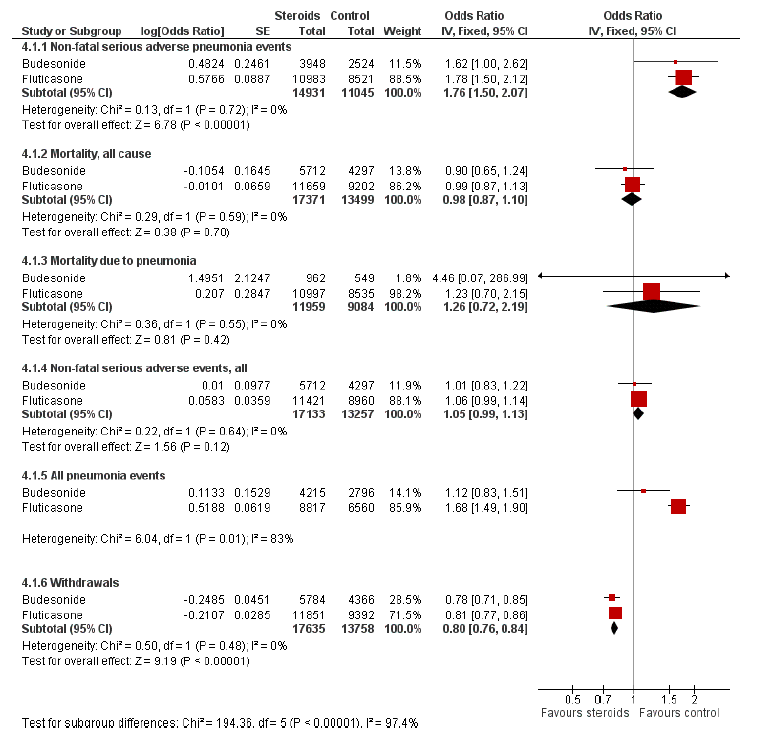 Steroids Control Odds Ratio Odds Ratio
Study or Subgroup log[Odds Ratio] SE Total Total Weight IV, Fixed, 95% CI IV, Fixed, 95% CI
4.1.1 Non-fatal serious adverse pneumonia events
Budesonide 0.4824 0.2461 3948 2524 11.5% 1.62 [1.00, 2.62]
Fluticasone 0.5766 0.0887 10983 8521 88.5% 1.78 [1.50, 2.12]
Subtotal (95% CI) 14931 11045 100.0% 1.76 [1.50, 2.07]
Heterogeneity: Chi² = 0.13, df = 1 (P = 0.72); I² = 0%
Test for overall effect: Z = 6.78 (P < 0.00001)
4.1.2 Mortality, all cause
Budesonide -0.1054 0.1645 5712 4297 13.8% 0.90 [0.65, 1.24]
Fluticasone -0.0101 0.0659 11659 9202 86.2% 0.99 [0.87, 1.13]
Subtotal (95% CI) 17371 13499 100.0% 0.98 [0.87, 1.10]
Heterogeneity: Chi² = 0.29, df = 1 (P = 0.59); I² = 0%
Test for overall effect: Z = 0.38 (P = 0.70)
4.1.3 Mortality due to pneumonia
Budesonide 1.4951 2.1247 962 549 1.8% 4.46 [0.07, 286.99]
Fluticasone 0.207 0.2847 10997 8535 98.2% 1.23 [0.70, 2.15]
Subtotal (95% CI) 11959 9084 100.0% 1.26 [0.72, 2.19]
Heterogeneity: Chi² = 0.36, df = 1 (P = 0.55); I² = 0%
Test for overall effect: Z = 0.81 (P = 0.42)
4.1.4 Non-fatal serious adverse events, all
Budesonide 0.01 0.0977 5712 4297 11.9% 1.01 [0.83, 1.22]
Fluticasone 0.0583 0.0359 11421 8960 88.1% 1.06 [0.99, 1.14]
Subtotal (95% CI) 17133 13257 100.0% 1.05 [0.99, 1.13]
Heterogeneity: Chi² = 0.22, df = 1 (P = 0.64); I² = 0%
Test for overall effect: Z = 1.56 (P = 0.12)
4.1.5 All pneumonia events
Budesonide 0.1133 0.1529 4215 2796 14.1% 1.12 [0.83, 1.51]
Fluticasone 0.5188 0.0619 8817 6560 85.9% 1.68 [1.49, 1.90]
Heterogeneity: Chi² = 6.04, df = 1 (P = 0.01); I² = 83%
4.1.6 Withdrawals
Budesonide -0.2485 0.0451 5784 4366 28.5% 0.78 [0.71, 0.85]
Fluticasone -0.2107 0.0285 11851 9392 71.5% 0.81 [0.77, 0.86]
Subtotal (95% CI) 17635 13758 100.0% 0.80 [0.76, 0.84]
Heterogeneity: Chi² = 0.50, df = 1 (P = 0.48); I² = 0%
Test for overall effect: Z = 9.19 (P < 0.00001)
0.5 0.7 1 1.5 2
Favours steroids Favours control
Test for subgroup differences: Chi² = 194.36, df = 5 (P < 0.00001), I² = 97.4%